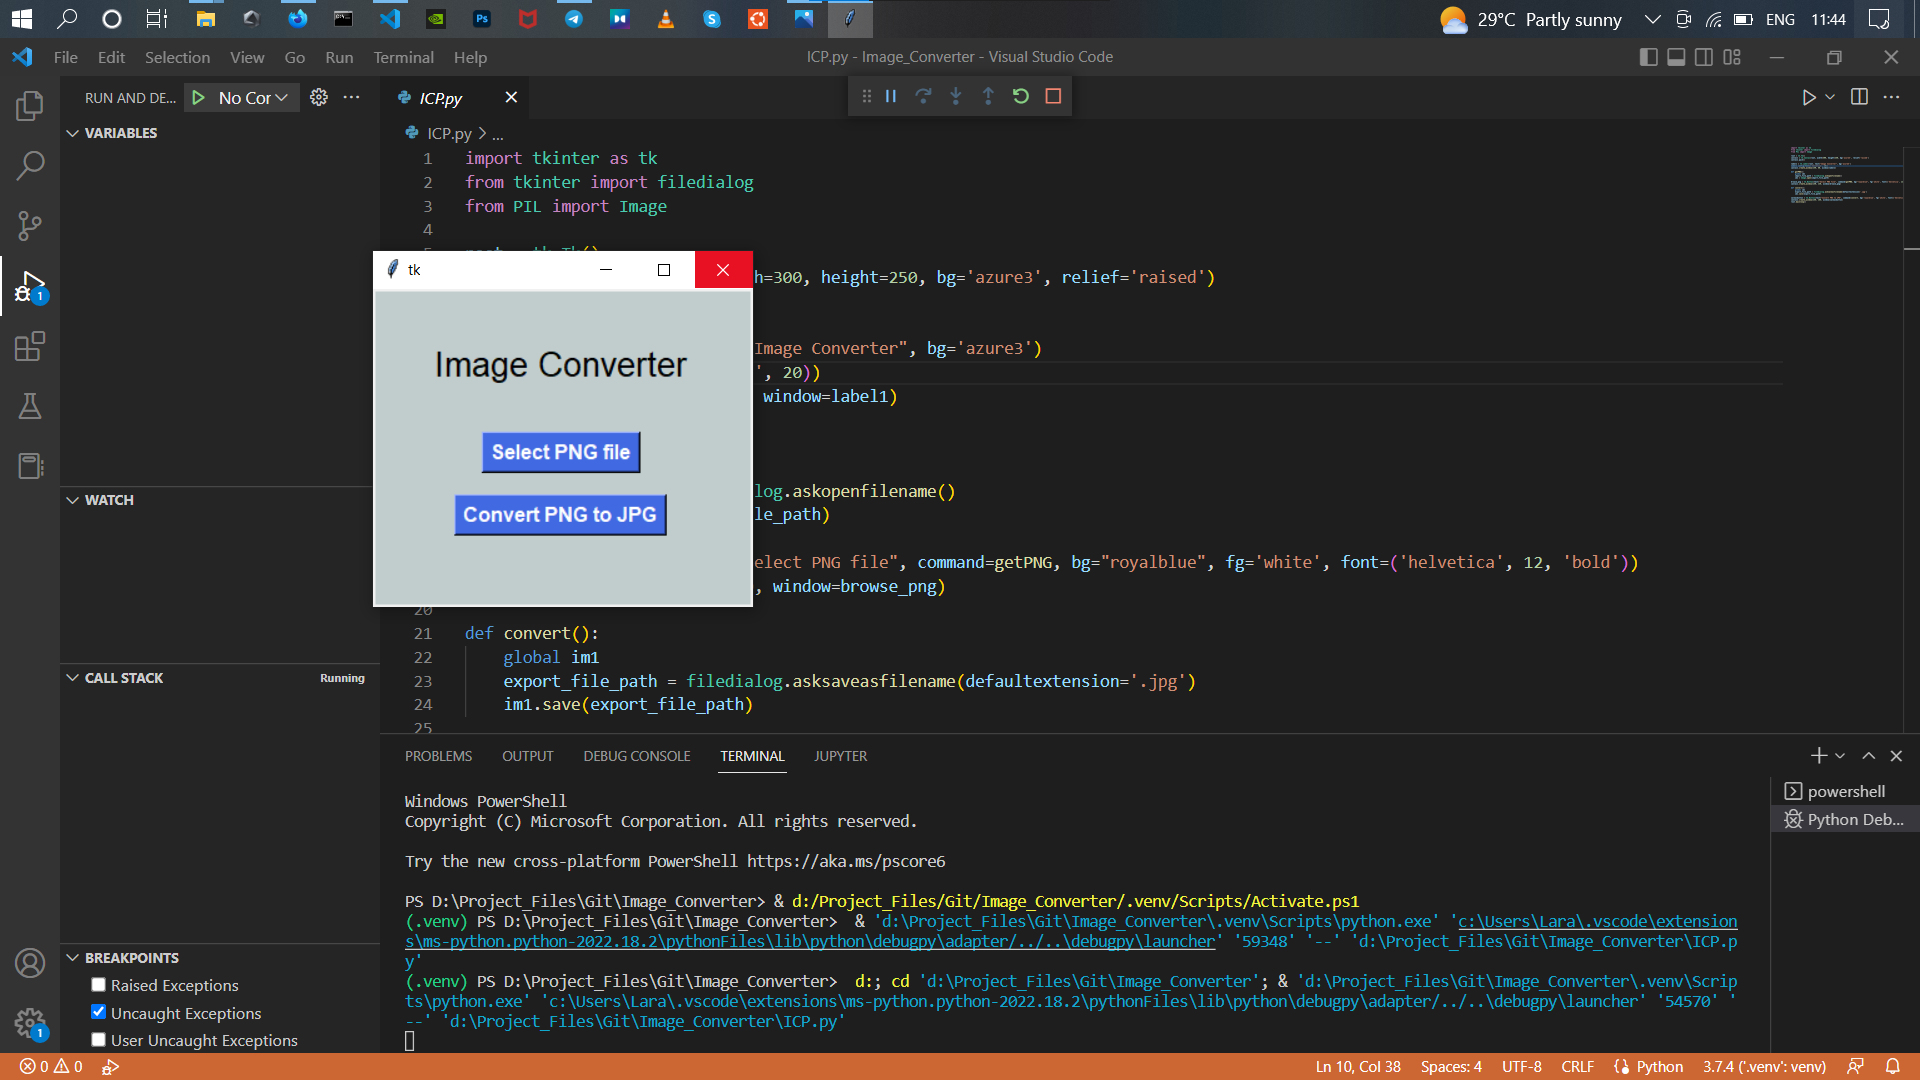 29°C Partly sunny ENG 11:44
File Edit Selection View Go Run Terminal Help
ICP.py - Image_Converter - Visual Studio Code
RUN AND DE... No Cor
ICP.py
VARIABLES
ICP.py > ...
1 import tkinter as tk
2 from tkinter import filedialog
3 from PIL import Image
4
tk
h=300, height=250, bg='azure3', relief='raised')
Image Converter
Image Converter", bg='azure3')
', 20))
window=label1)
Select PNG file
log.askopenfilename()
Convert PNG to JPG
le_path)
elect PNG file", command=getPNG, bg="royalblue", fg='white', font=('helvetica', 12, 'bold'))
, window=browse_png)
20
21 def convert():
22 global im1
23 export_file_path = filedialog.asksaveasfilename(defaultextension='.jpg')
24 im1.save(export_file_path)
25
WATCH
CALL STACK Running
BREAKPOINTS
Raised Exceptions
Uncaught Exceptions
User Uncaught Exceptions
PROBLEMS OUTPUT DEBUG CONSOLE TERMINAL JUPYTER
powershell
Python Deb...
Windows PowerShell
Copyright (C) Microsoft Corporation. All rights reserved.
Try the new cross-platform PowerShell https://aka.ms/pscore6
PS D:\Project_Files\Git\Image_Converter> & d:/Project_Files/Git/Image_Converter/.venv/Scripts/Activate.ps1
(.venv) PS D:\Project_Files\Git\Image_Converter> & 'd:\Project_Files\Git\Image_Converter\.venv\Scripts\python.exe' 'c:\Users\Lara\.vscode\extension
s\ms-python.python-2022.18.2\pythonFiles\lib\python\debugpy\adapter/../..\debugpy\launcher' '59348' '--' 'd:\Project_Files\Git\Image_Converter\ICP.p
y'
(.venv) PS D:\Project_Files\Git\Image_Converter> d:; cd 'd:\Project_Files\Git\Image_Converter'; & 'd:\Project_Files\Git\Image_Converter\.venv\Scrip
ts\python.exe' 'c:\Users\Lara\.vscode\extensions\ms-python.python-2022.18.2\pythonFiles\lib\python\debugpy\adapter/../..\debugpy\launcher' '54570' '
--' 'd:\Project_Files\Git\Image_Converter\ICP.py'
0 0 Ln 10, Col 38 Spaces: 4 UTF-8 CRLF Python 3.7.4 ('.venv': venv)